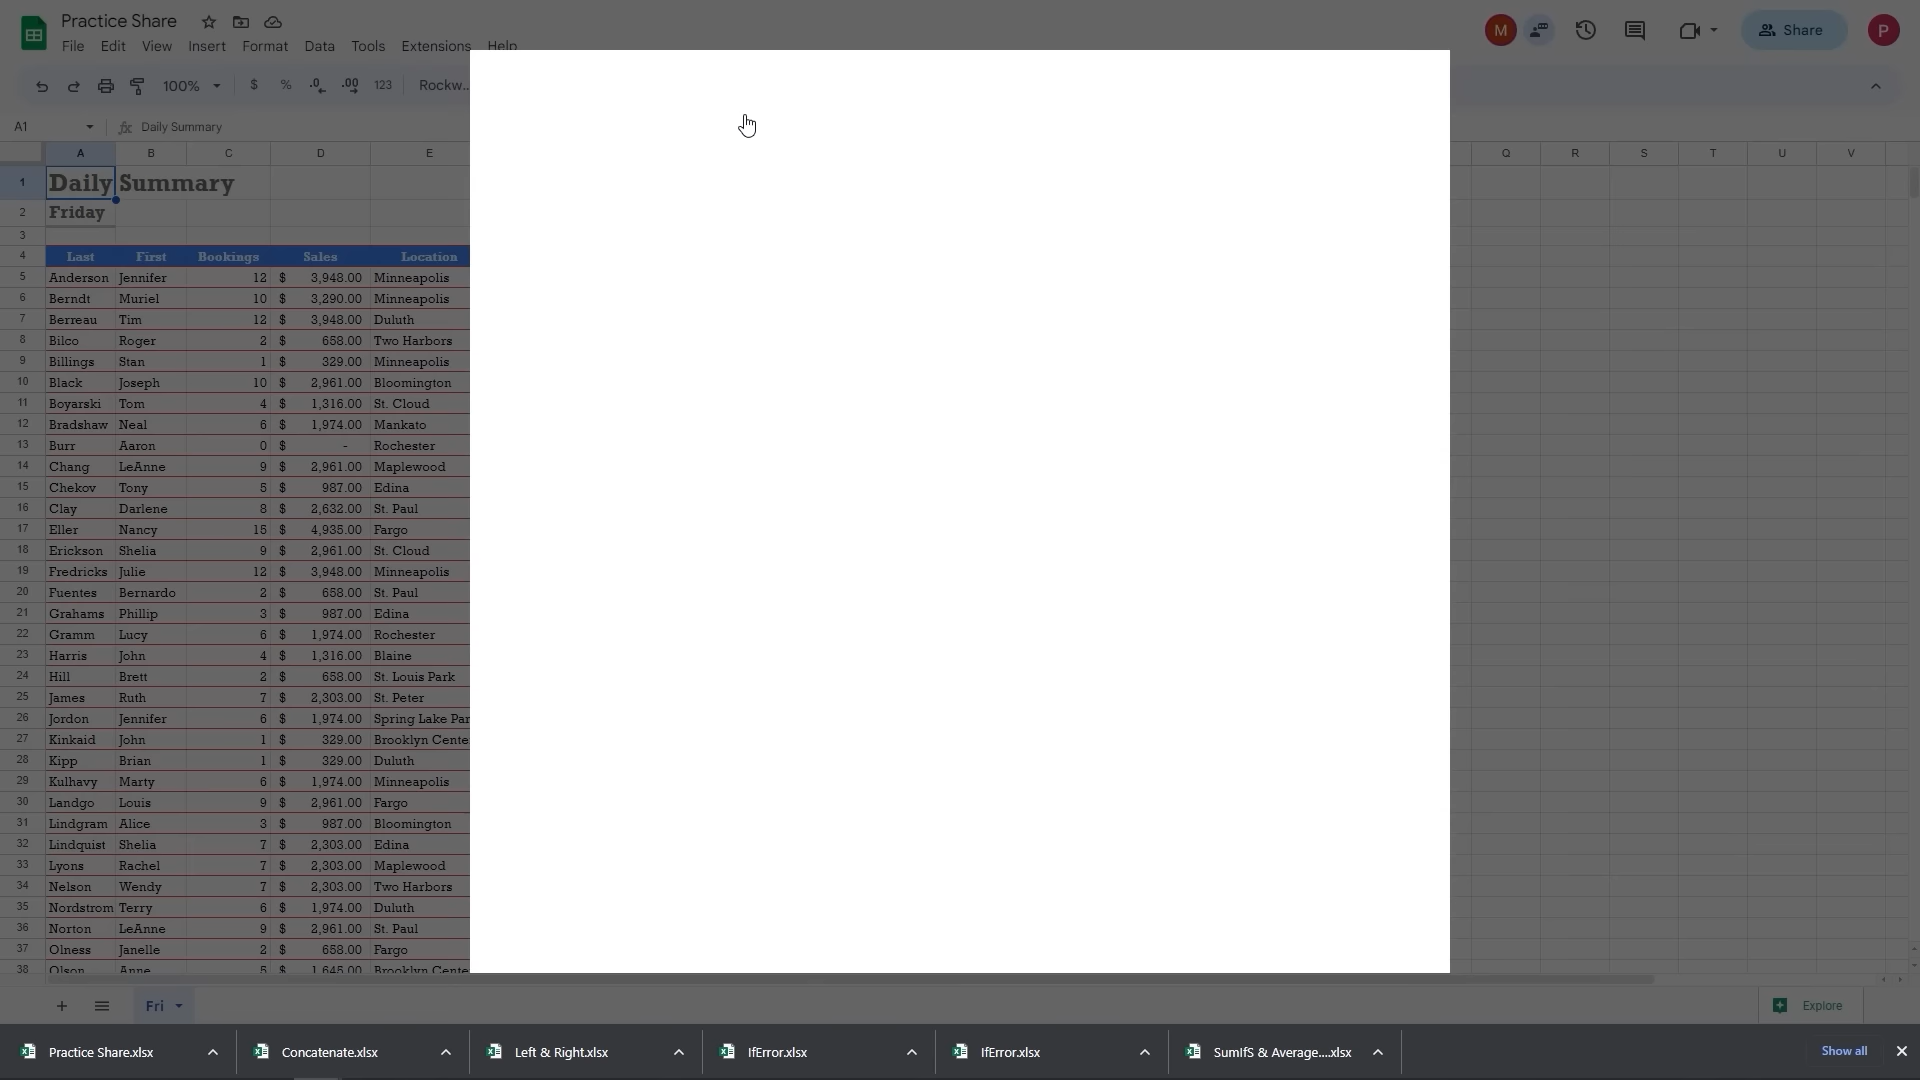 Practice Share
File Edit View Insert Format Data Tools Extensions Help
M
Share
P
100% $ % .0 .00 123 Rockw...
A1 fx Daily Summary
A B C D E Q R S T U V
1 Daily Summary
2 Friday
3
4 Last First Bookings Sales Location
5 Anderson Jennifer 12 $ 3,948.00 Minneapolis
6 Berndt Muriel 10 $ 3,290.00 Minneapolis
7 Berreau Tim 12 $ 3,948.00 Duluth
8 Bilco Roger 2 $ 658.00 Two Harbors
9 Billings Stan 1 $ 329.00 Minneapolis
10 Black Joseph 10 $ 2,961.00 Bloomington
11 Boyarski Tom 4 $ 1,316.00 St. Cloud
12 Bradshaw Neal 6 $ 1,974.00 Mankato
13 Burr Aaron 0 $ - Rochester
14 Chang LeAnne 9 $ 2,961.00 Maplewood
15 Chekov Tony 5 $ 987.00 Edina
16 Clay Darlene 8 $ 2,632.00 St. Paul
17 Eller Nancy 15 $ 4,935.00 Fargo
18 Erickson Shelia 9 $ 2,961.00 St. Cloud
19 Fredricks Julie 12 $ 3,948.00 Minneapolis
20 Fuentes Bernardo 2 $ 658.00 St. Paul
21 Grahams Phillip 3 $ 987.00 Edina
22 Gramm Lucy 6 $ 1,974.00 Rochester
23 Harris John 4 $ 1,316.00 Blaine
24 Hill Brett 2 $ 658.00 St. Louis Park
25 James Ruth 7 $ 2,303.00 St. Peter
26 Jordon Jennifer 6 $ 1,974.00 Spring Lake Par
27 Kinkaid John 1 $ 329.00 Brooklyn Cente
28 Kipp Brian 1 $ 329.00 Duluth
29 Kulhavy Marty 6 $ 1,974.00 Minneapolis
30 Landgo Louis 9 $ 2,961.00 Fargo
31 Lindgram Alice 3 $ 987.00 Bloomington
32 Lindquist Shelia 7 $ 2,303.00 Edina
33 Lyons Rachel 7 $ 2,303.00 Maplewood
34 Nelson Wendy 7 $ 2,303.00 Two Harbors
35 Nordstrom Terry 6 $ 1,974.00 Duluth
36 Norton LeAnne 9 $ 2,961.00 St. Paul
37 Olness Janelle 2 $ 658.00 Fargo
38 Olson Anne 5 $ 1,645.00 Brooklyn Cente
Fri
Explore
Practice Share.xlsx Concatenate.xlsx Left & Right.xlsx IfError.xlsx IfError.xlsx SumIfS & Average....xlsx Show all